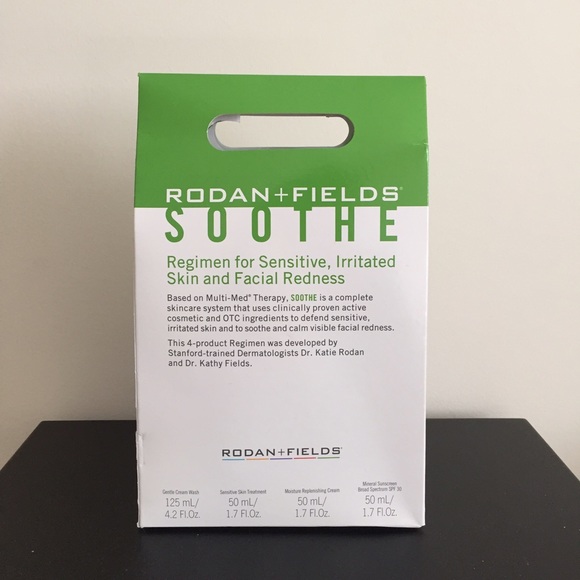 RODAN+FIELDS®
SOOTHE
Regimen for Sensitive, Irritated
Skin and Facial Redness
Based on Multi-Med® Therapy, SOOTHE is a complete
skincare system that uses clinically proven active
cosmetic and OTC ingredients to defend sensitive,
irritated skin and to soothe and calm visible facial redness.
This 4-product Regimen was developed by
Stanford-trained Dermatologists Dr. Katie Rodan
and Dr. Kathy Fields.
RODAN+FIELDS®
Gentle Cream Wash
125 mL/
4.2 Fl.Oz.
Sensitive Skin Treatment
50 mL/
1.7 Fl.Oz.
Moisture Replenishing Cream
50 mL/
1.7 Fl.Oz.
Mineral Sunscreen
Broad Spectrum SPF 30
50 mL/
1.7 Fl.Oz.